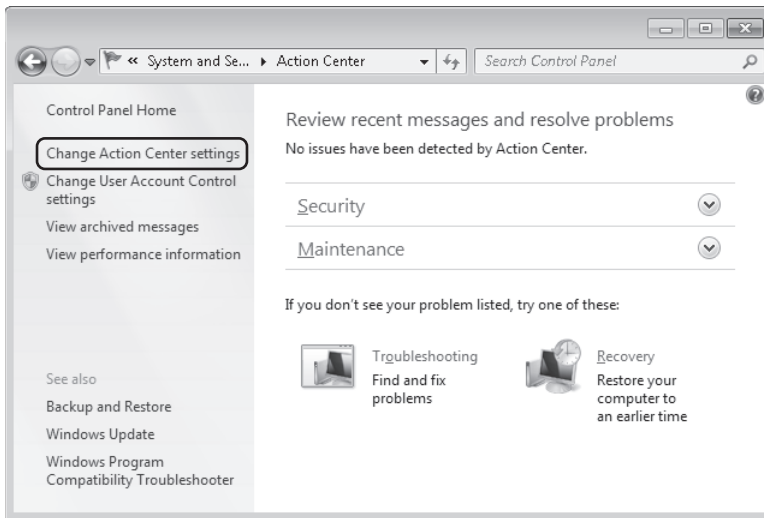 « System and Se... ▸ Action Center
Search Control Panel
Control Panel Home
Change Action Center settings
Change User Account Control
settings
View archived messages
View performance information
See also
Backup and Restore
Windows Update
Windows Program
Compatibility Troubleshooter
Review recent messages and resolve problems
No issues have been detected by Action Center.
Security
Maintenance
If you don't see your problem listed, try one of these:
Troubleshooting
Find and fix
problems
Recovery
Restore your
computer to
an earlier time